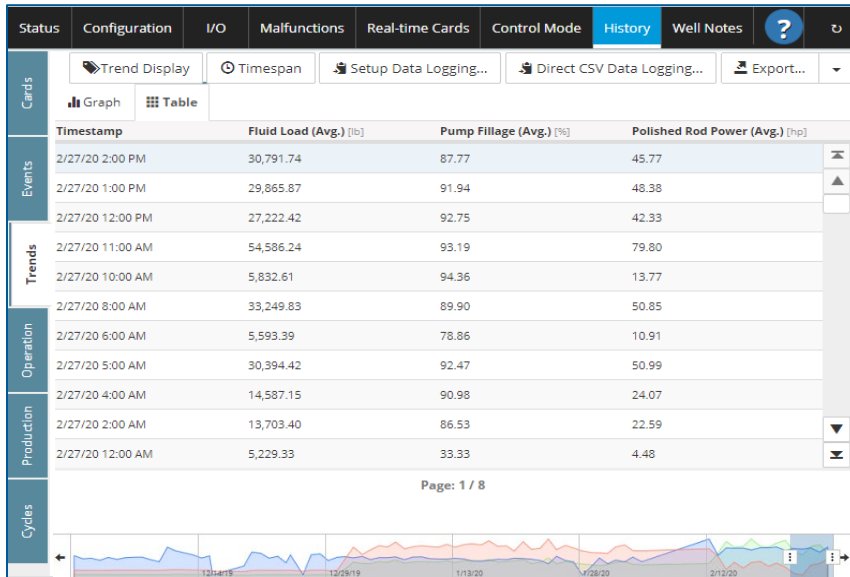 Status Configuration I/O Malfunctions Real-time Cards Control Mode History Well Notes ?
Cards
Events
Trends
Operation
Production
Cycles
Trend Display Timespan Setup Data Logging... Direct CSV Data Logging... Export...
Graph Table
Timestamp Fluid Load (Avg.) [lb] Pump Fillage (Avg.) [%] Polished Rod Power (Avg.) [hp]
2/27/20 2:00 PM 30,791.74 87.77 45.77
2/27/20 1:00 PM 29,865.87 91.94 48.38
2/27/20 12:00 PM 27,222.42 92.75 42.33
2/27/20 11:00 AM 54,586.24 93.19 79.80
2/27/20 10:00 AM 5,832.61 94.36 13.77
2/27/20 8:00 AM 33,249.83 89.90 50.85
2/27/20 6:00 AM 5,593.39 78.86 10.91
2/27/20 5:00 AM 30,394.42 92.47 50.99
2/27/20 4:00 AM 14,587.15 90.98 24.07
2/27/20 2:00 AM 13,703.40 86.53 22.59
2/27/20 12:00 AM 5,229.33 33.33 4.48
Page: 1 / 8
12/14/19 12/29/19 1/13/20 1/28/20 2/12/20